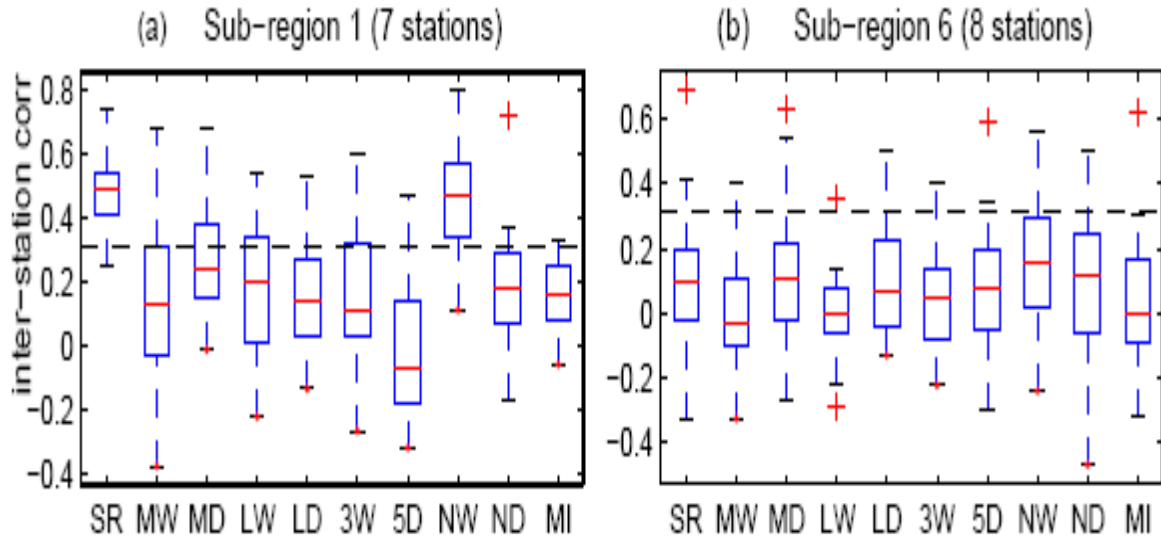 (a) Sub-region 1 (7 stations)
(b) Sub-region 6 (8 stations)
inter-station corr
0.8
0.6
0.4
0.2
0
-0.2
-0.4
SR MW MD LW LD 3W 5D NW ND MI
0.6
0.4
0.2
0
-0.2
-0.4
SR MW MD LW LD 3W 5D NW ND MI